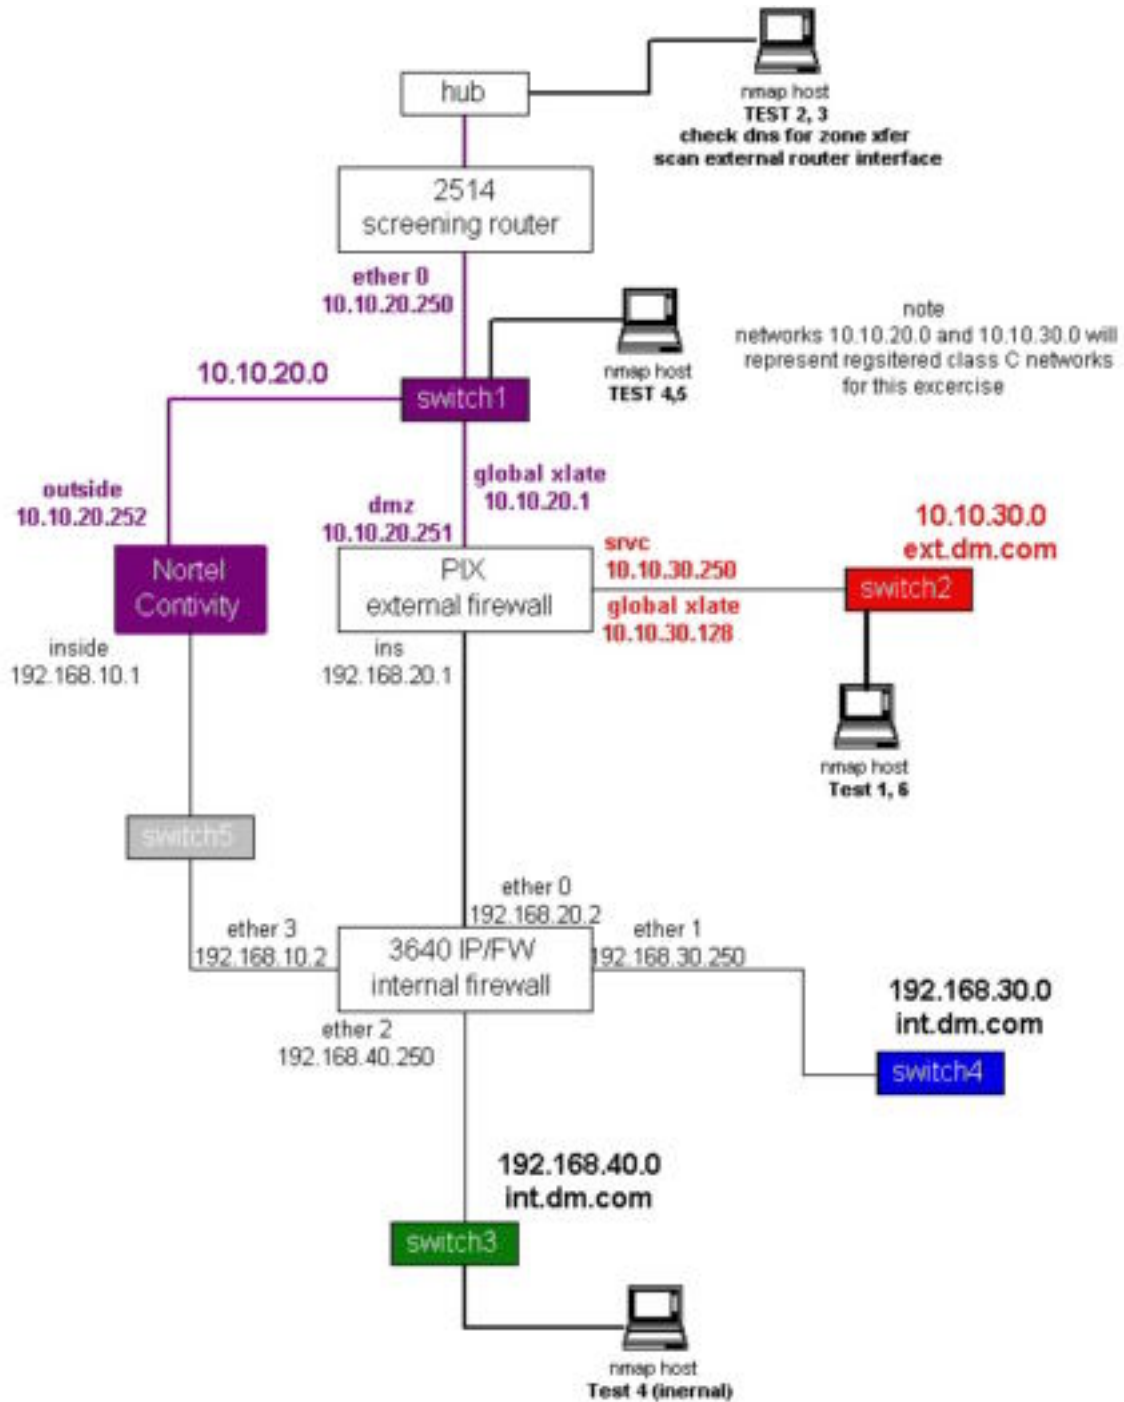 hub
nmap host
TEST 2, 3
check dns for zone xfer
scan external router interface
2514
screening router
ether 0
10.10.20.250
note
networks 10.10.20.0 and 10.10.30.0 will
represent regsitered class C networks
for this excercise
nmap host
TEST 4,5
10.10.20.0
switch1
global xlate
10.10.20.1
outside
10.10.20.252
dmz
10.10.20.251
10.10.30.0
ext.dm.com
Nortel
Contivity
PIX
external firewall
srvc
10.10.30.250
switch2
global xlate
10.10.30.128
inside
192.168.10.1
ins
192.168.20.1
nmap host
Test 1, 6
switch5
ether 0
192.168.20.2
ether 3
192.168.10.2
3640 IP/FW
internal firewall
ether 1
192.168.30.250
192.168.30.0
int.dm.com
ether 2
192.168.40.250
switch4
192.168.40.0
int.dm.com
switch3
nmap host
Test 4 (inernal)